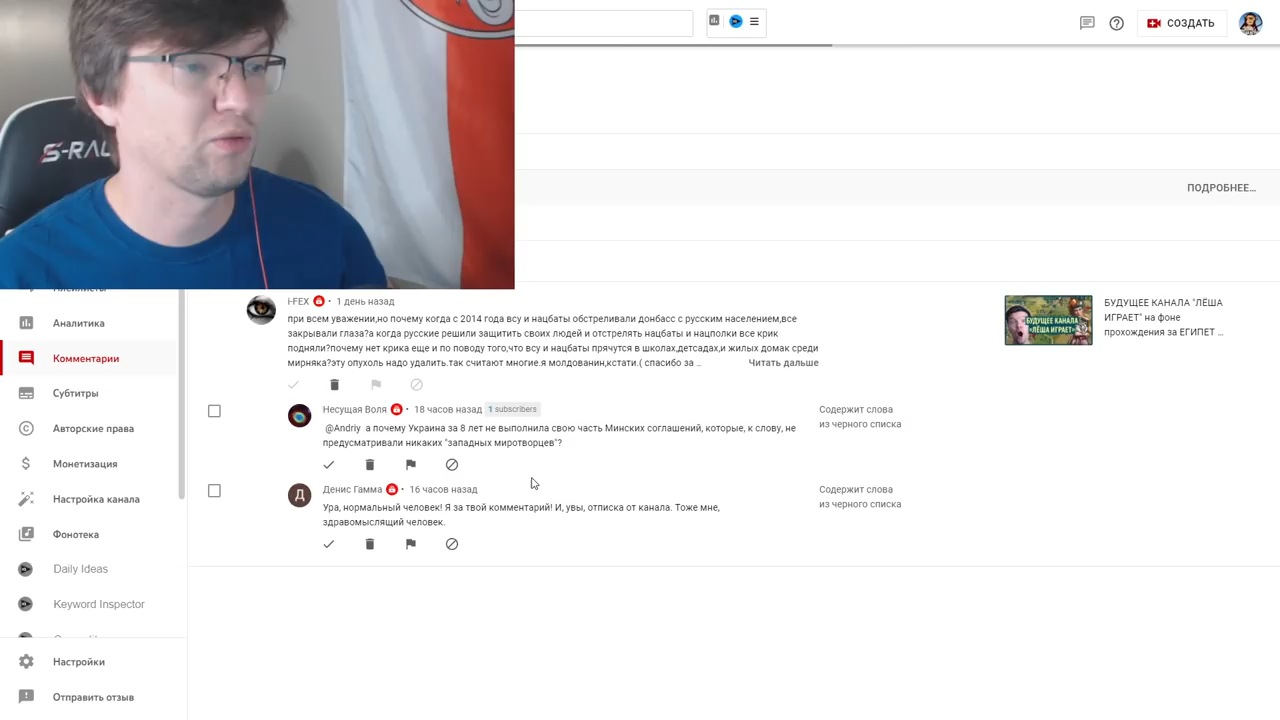 S-RAC
СОЗДАТЬ
ПОДРОБНЕЕ…
Аналитика
Комментарии
Субтитры
Авторские права
Монетизация
Настройка канала
Фонотека
Daily Ideas
Keyword Inspector
Настройки
Отправить отзыв
i-FEX • 1 день назад
при всем уважении,но почему когда с 2014 года всу и нацбаты обстреливали донбасс с русским населением,все
закрывали глаза?а когда русские решили защитить своих людей и отстрелять нацбаты и нацполки все крик
подняли?почему нет крика еще и по поводу того,что всу и нацбаты прячутся в школах,детсадах,и жилых домак среди
мирняка?эту опухоль надо удалить.так считают многие.я молдованин,кстати.( спасибо за …
Читать дальше
БУДУЩЕЕ КАНАЛА
"ЛЁША ИГРАЕТ"
БУДУЩЕЕ КАНАЛА "ЛЁША
ИГРАЕТ" на фоне
прохождения за ЕГИПЕТ …
Несущая Воля • 18 часов назад 1 subscribers
@Andriy а почему Украина за 8 лет не выполнила свою часть Минских соглашений, которые, к слову, не
предусматривали никаких "западных миротворцев"?
Содержит слова
из черного списка
Д
Денис Гамма • 16 часов назад
Ура, нормальный человек! Я за твой комментарий! И, увы, отписка от канала. Тоже мне,
здравомыслящий человек.
Содержит слова
из черного списка